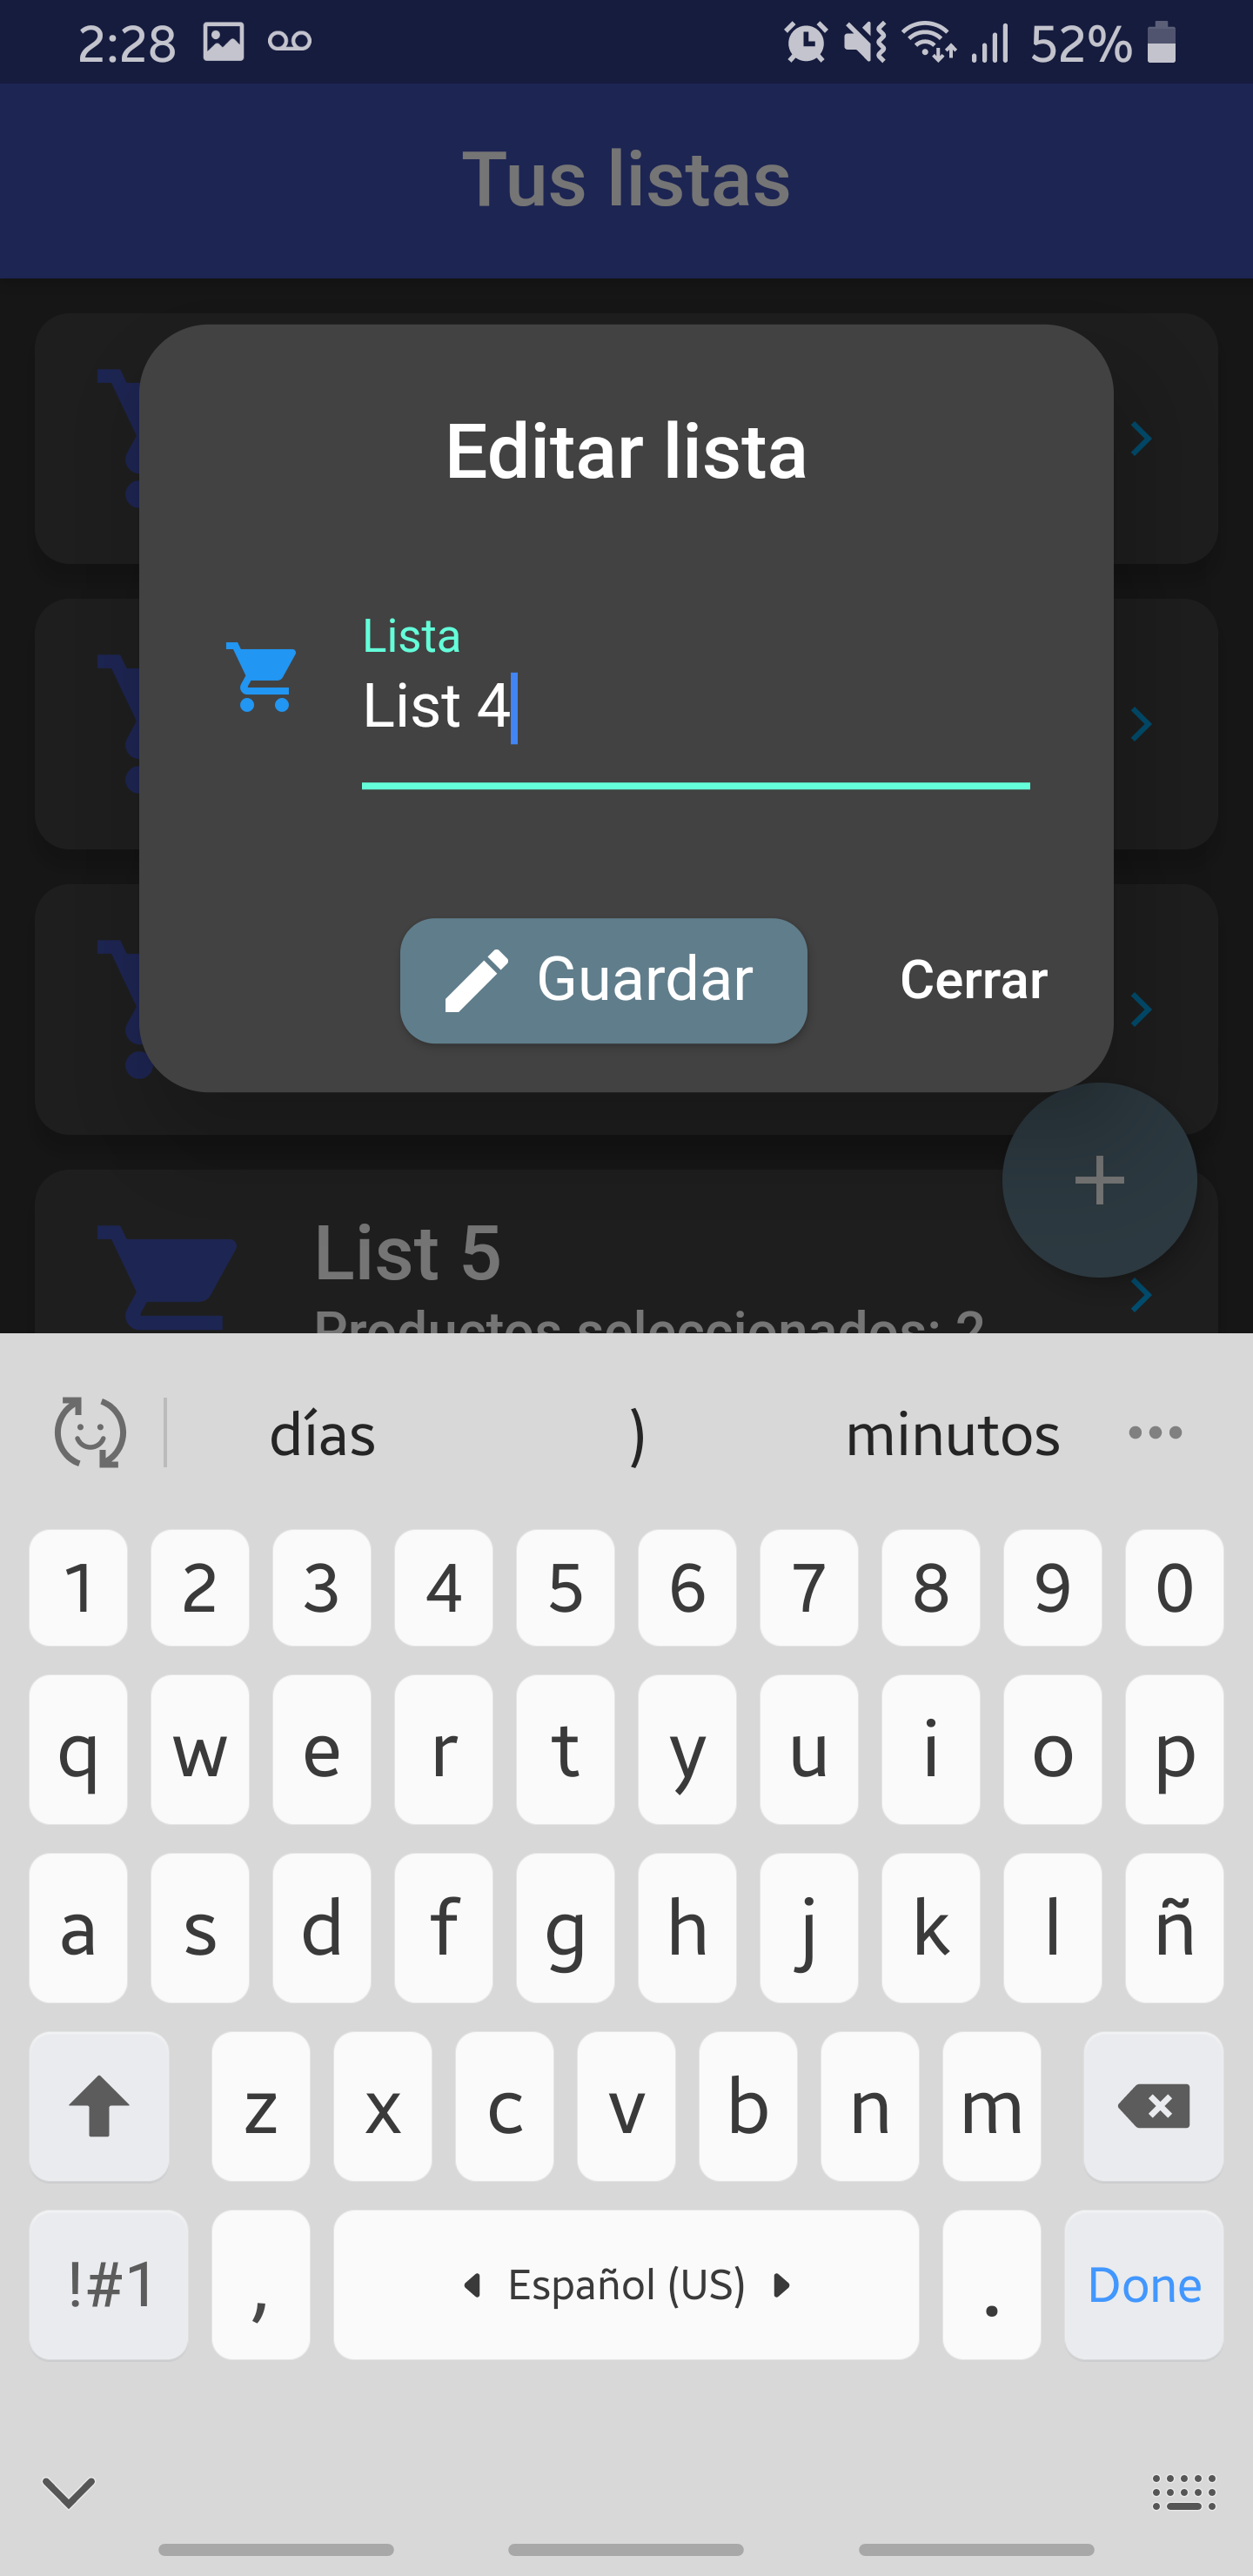 2:28 52%
Tus listas
Editar lista
Lista
List 4
Guardar Cerrar
List 5
Productos seleccionados: 2
días ) minutos
1 2 3 4 5 6 7 8 9 0
q w e r t y u i o p
a s d f g h j k l ñ
z x c v b n m
!#1 , Español (US) . Done